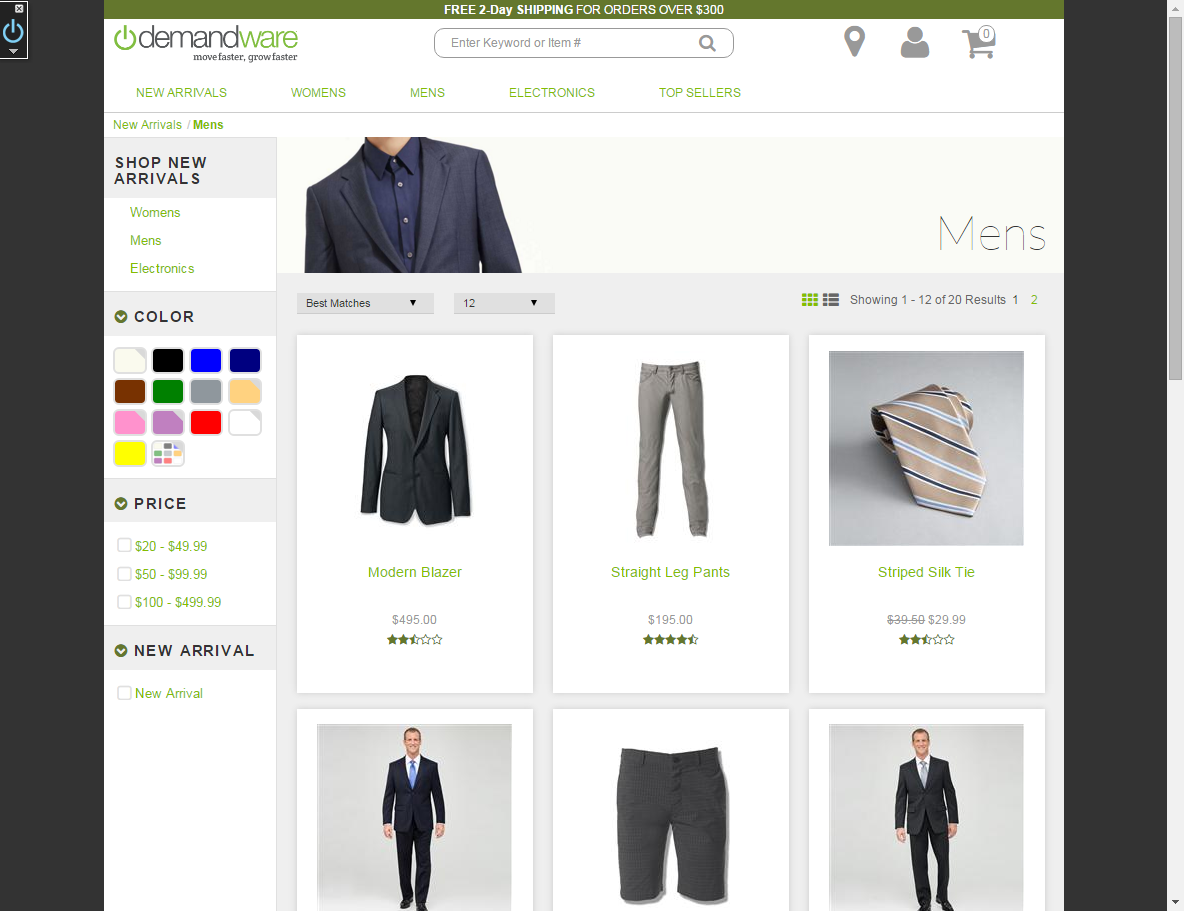 FREE 2-Day SHIPPING FOR ORDERS OVER $300
demandware
move faster, grow faster
Enter Keyword or Item #
0
NEW ARRIVALS
WOMENS
MENS
ELECTRONICS
TOP SELLERS
New Arrivals / Mens
SHOP NEW
ARRIVALS
Womens
Mens
Electronics
COLOR
PRICE
$20 - $49.99
$50 - $99.99
$100 - $499.99
NEW ARRIVAL
New Arrival
Mens
Best Matches
12
Showing 1 - 12 of 20 Results 1 2
Modern Blazer
$495.00
Straight Leg Pants
$195.00
Striped Silk Tie
$39.50 $29.99